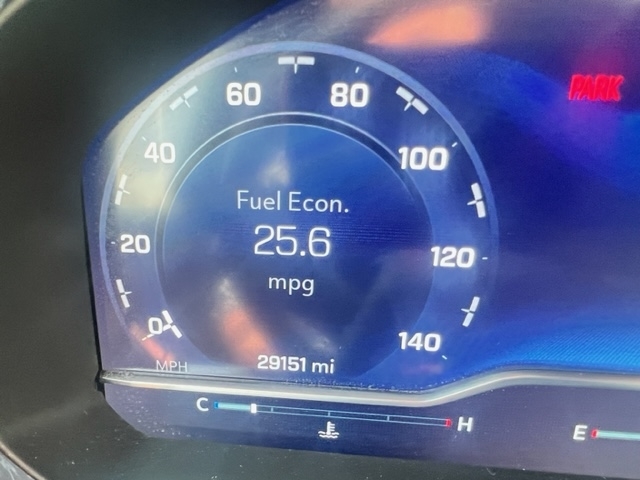 PARK
60 80
40 100
Fuel Econ.
25.6
20 120
mpg
0 140
MPH 29151 mi
C H
E